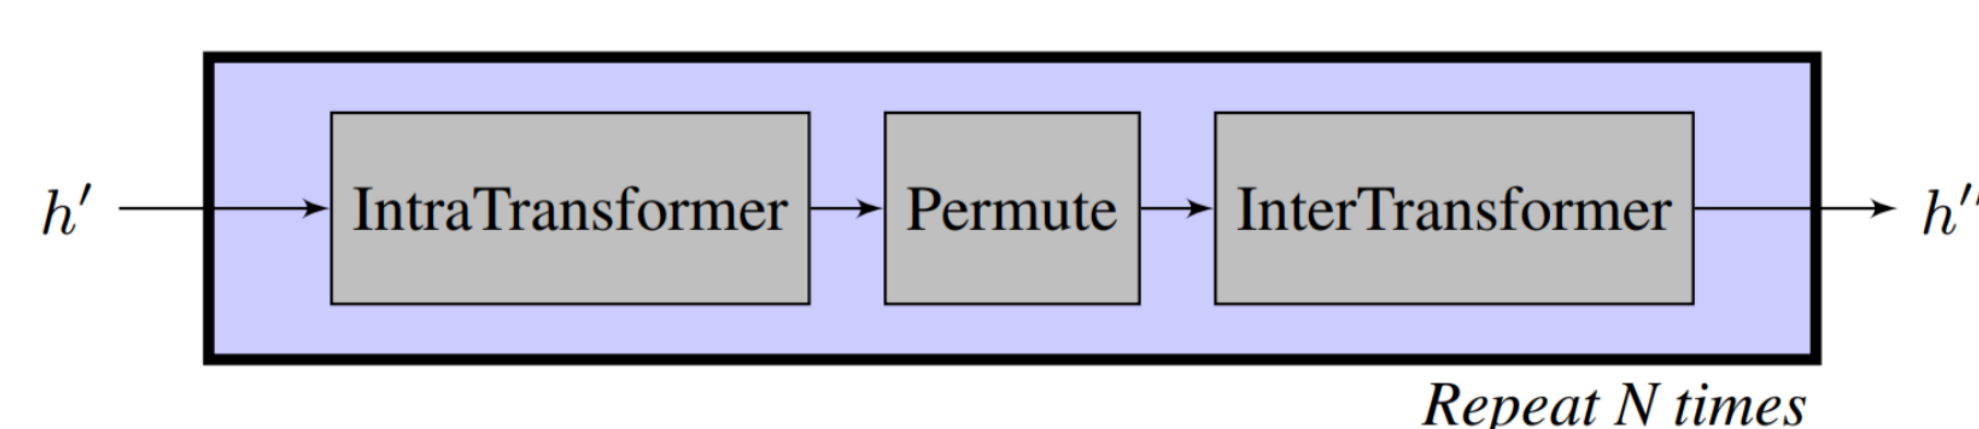 h′ IntraTransformer Permute InterTransformer h′′
Repeat N times